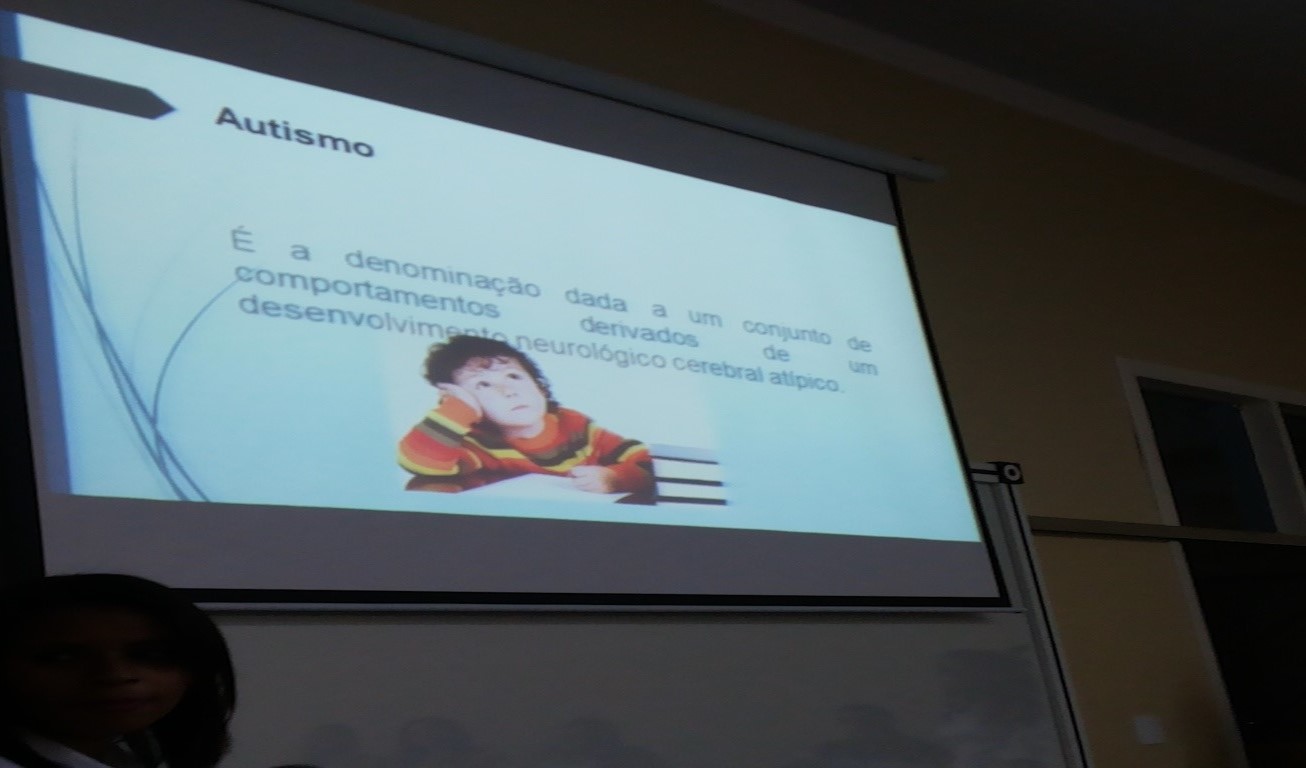 Autismo
É a denominação dada a um conjunto de
comportamentos derivados de um
desenvolvimento neurológico cerebral atípico.